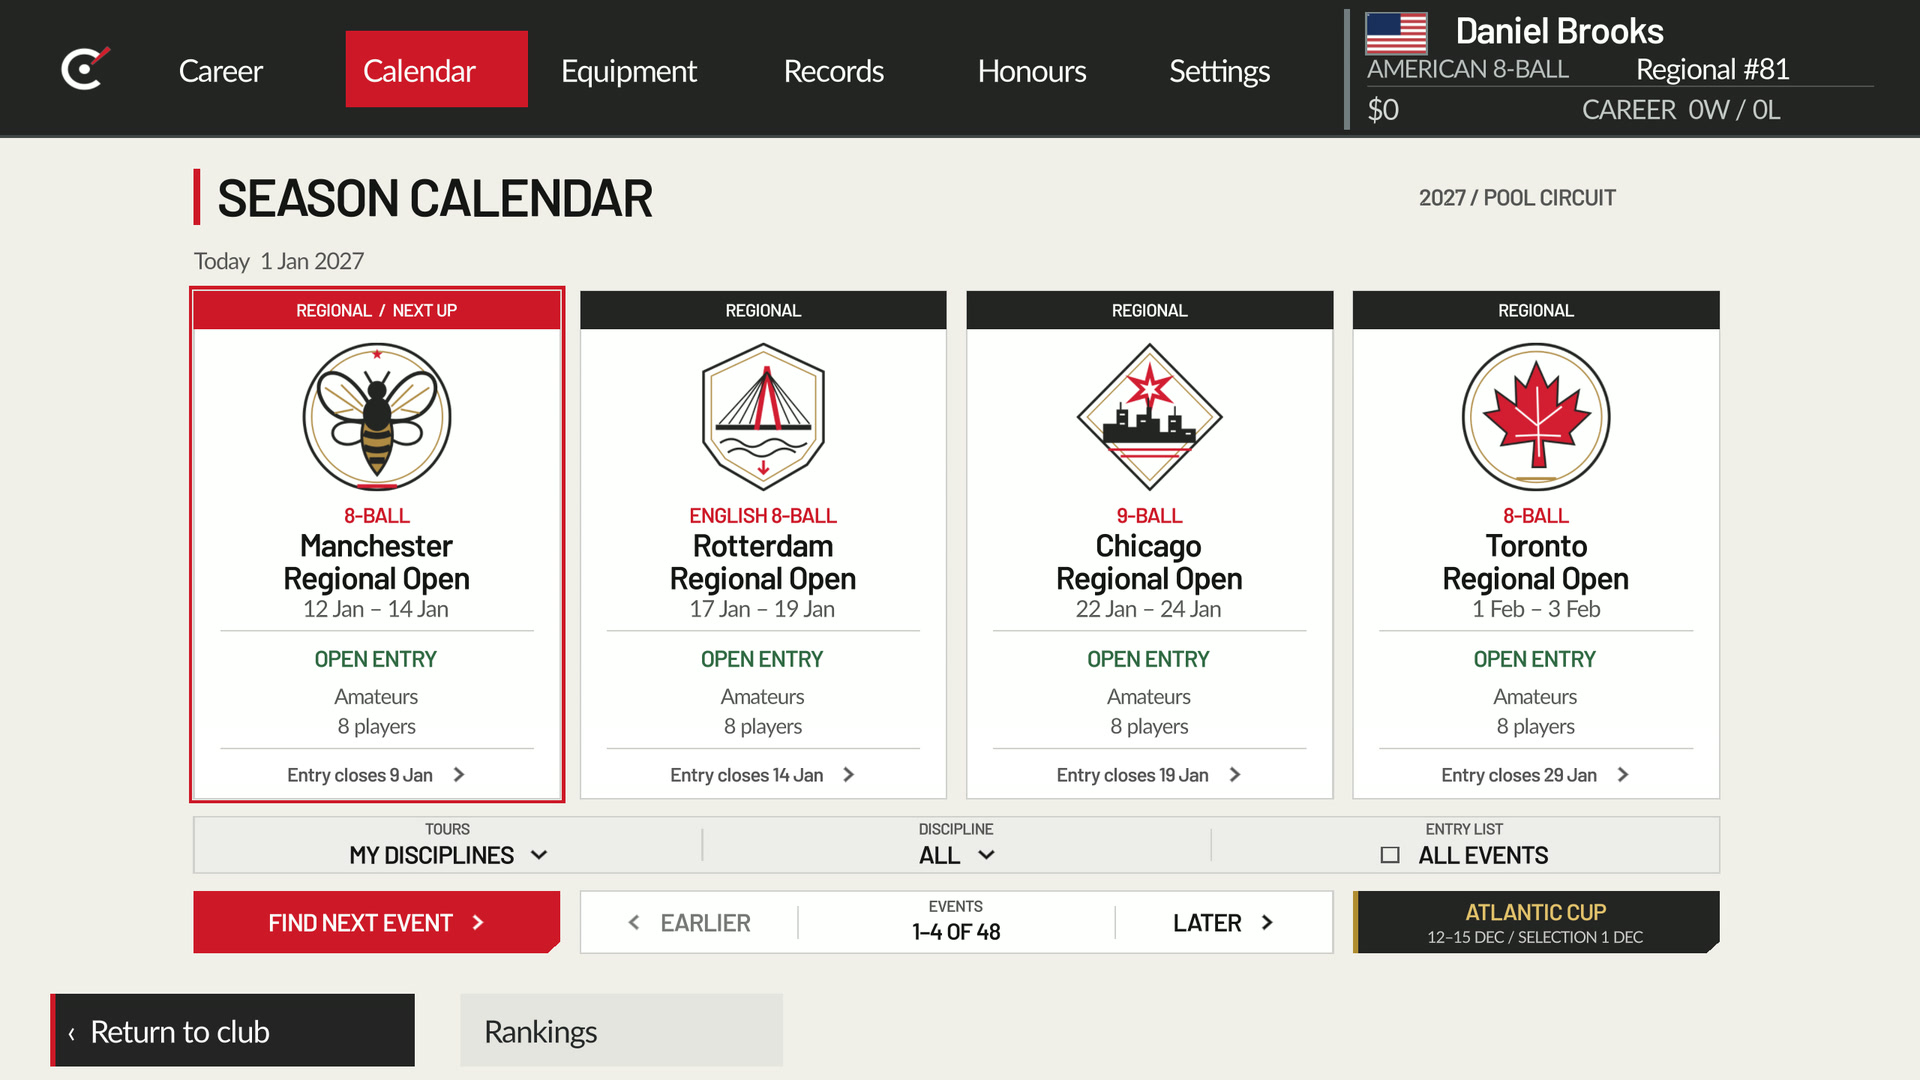 Career
Calendar
Equipment
Records
Honours
Settings
Daniel Brooks
AMERICAN 8-BALL Regional #81
$0 CAREER 0W / 0L
SEASON CALENDAR
2027 / POOL CIRCUIT
Today 1 Jan 2027
REGIONAL / NEXT UP
8-BALL
Manchester
Regional Open
12 Jan – 14 Jan
OPEN ENTRY
Amateurs
8 players
Entry closes 9 Jan >
REGIONAL
ENGLISH 8-BALL
Rotterdam
Regional Open
17 Jan – 19 Jan
OPEN ENTRY
Amateurs
8 players
Entry closes 14 Jan >
REGIONAL
9-BALL
Chicago
Regional Open
22 Jan – 24 Jan
OPEN ENTRY
Amateurs
8 players
Entry closes 19 Jan >
REGIONAL
8-BALL
Toronto
Regional Open
1 Feb – 3 Feb
OPEN ENTRY
Amateurs
8 players
Entry closes 29 Jan >
TOURS
MY DISCIPLINES
DISCIPLINE
ALL
ENTRY LIST
ALL EVENTS
FIND NEXT EVENT >
< EARLIER
EVENTS
1–4 OF 48
LATER >
ATLANTIC CUP
12–15 DEC / SELECTION 1 DEC
‹ Return to club
Rankings